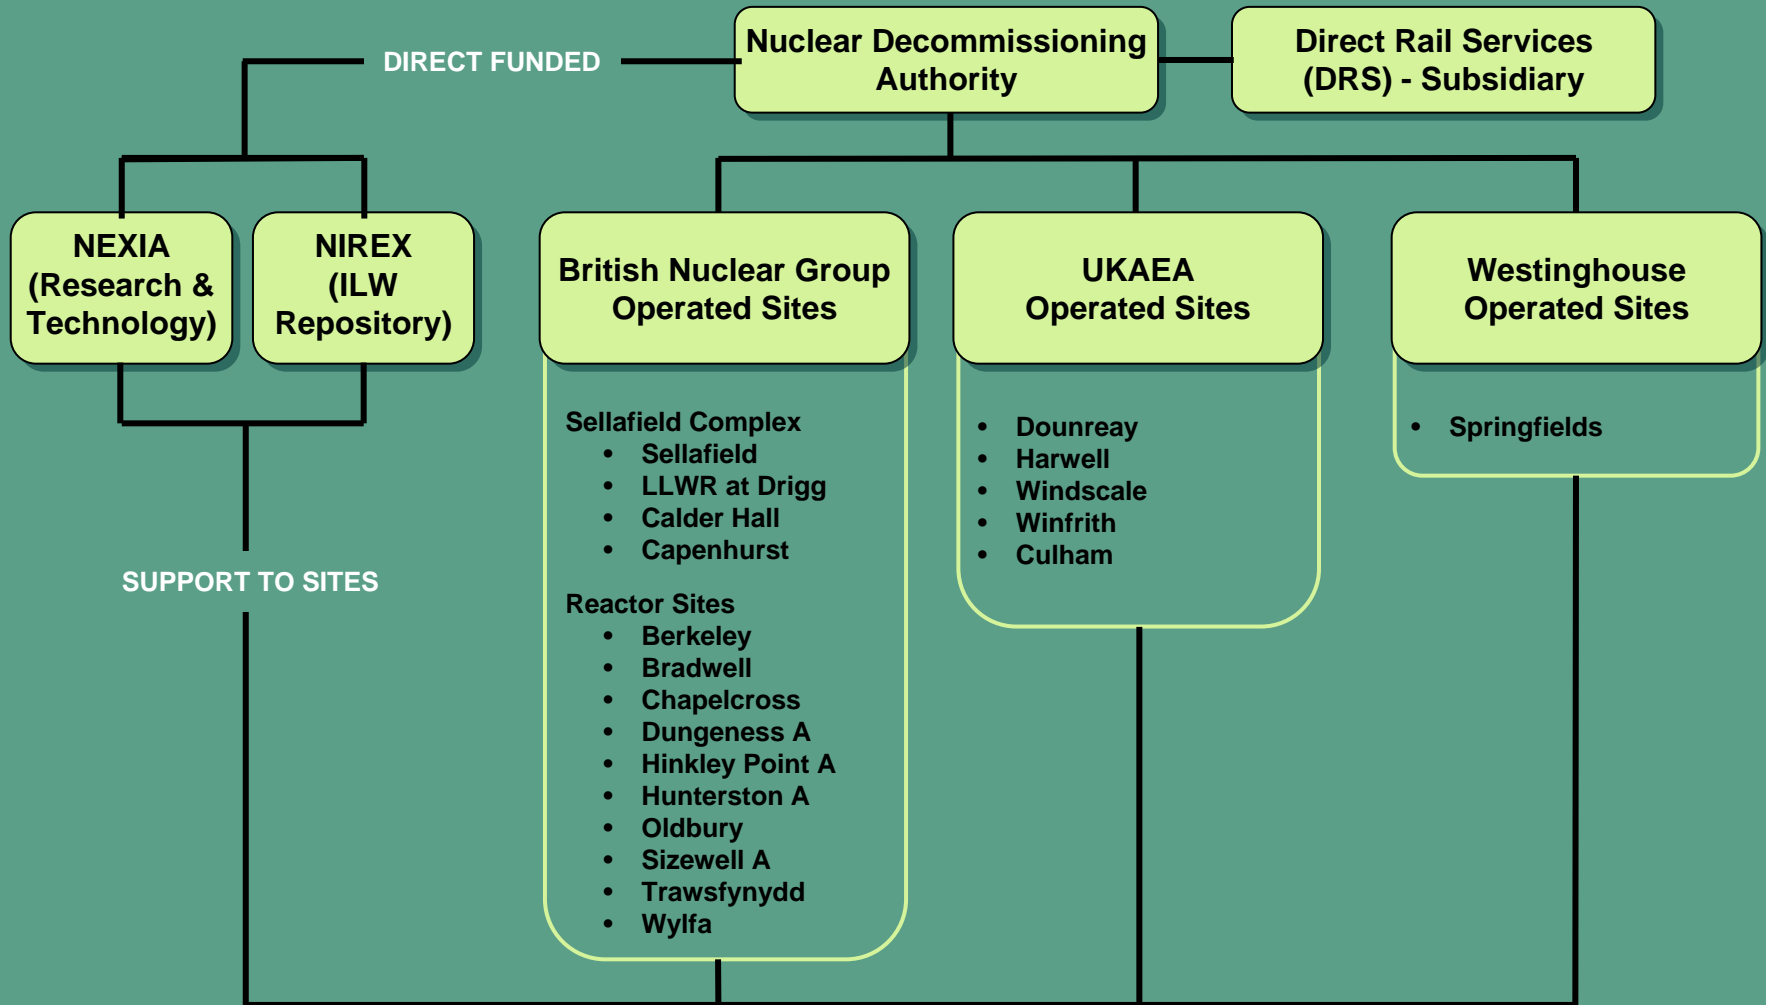 DIRECT FUNDED
Nuclear Decommissioning
Authority
Direct Rail Services
(DRS) - Subsidiary
NEXIA
(Research &
Technology)
NIREX
(ILW
Repository)
British Nuclear Group
Operated Sites
UKAEA
Operated Sites
Westinghouse
Operated Sites
Sellafield Complex
• Sellafield
• LLWR at Drigg
• Calder Hall
• Capenhurst
Reactor Sites
• Berkeley
• Bradwell
• Chapelcross
• Dungeness A
• Hinkley Point A
• Hunterston A
• Oldbury
• Sizewell A
• Trawsfynydd
• Wylfa
• Dounreay
• Harwell
• Windscale
• Winfrith
• Culham
• Springfields
SUPPORT TO SITES